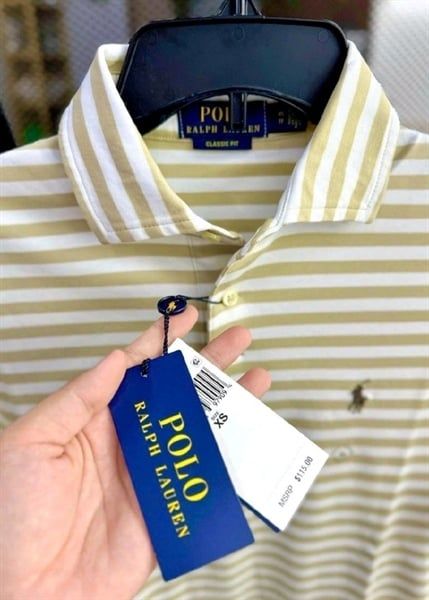 POLO
RALPH LAUREN
CLASSIC FIT
POLO
RALPH LAUREN
XS
MSRP $115.00